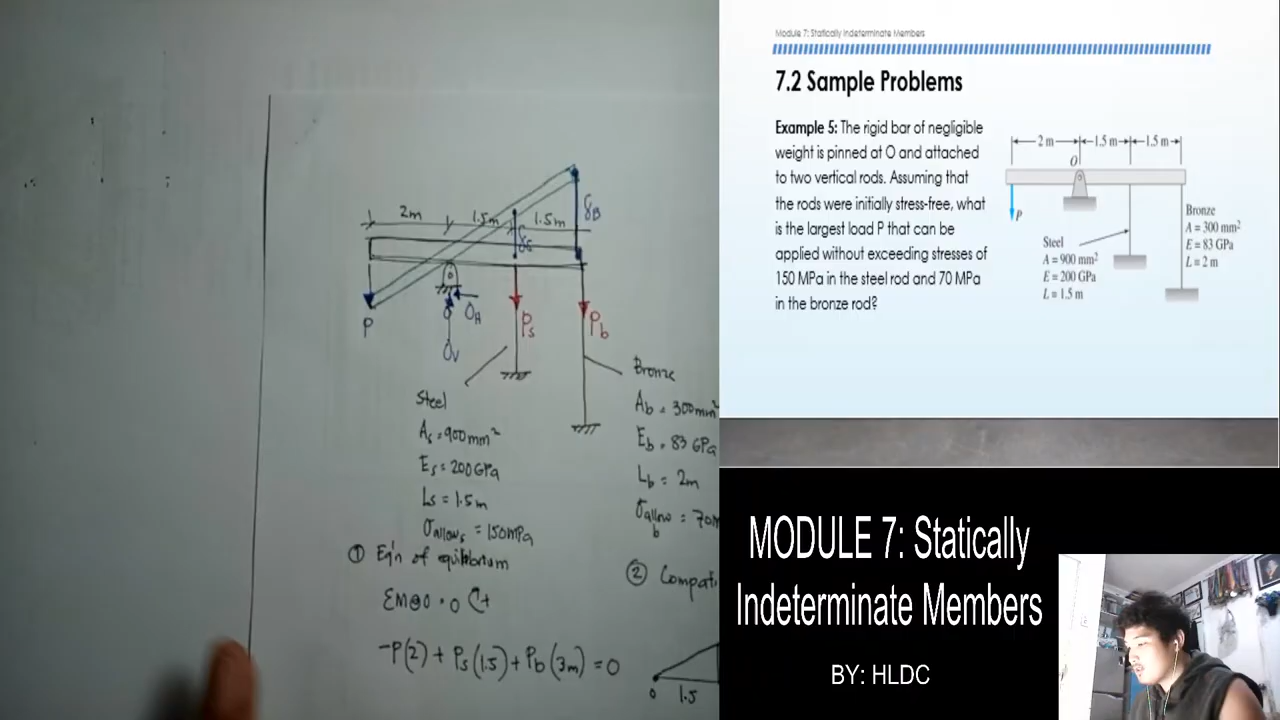 2m
1.5m
1.5m
δB
P
OH
OV
Ps
Pb
Steel
As = 900mm²
Es = 200GPa
Ls = 1.5m
σallows = 150MPa
Bronze
Ab = 300mm²
Eb = 83 GPa
Lb = 2m
① Eq'n of equilibrium
ΣM@O = 0
-P(2) + Ps(1.5) + Pb(3m) = 0
②
0
1.5
Module 7: Statically Indeterminate Members
7.2 Sample Problems
Example 5: The rigid bar of negligible
weight is pinned at O and attached
to two vertical rods. Assuming that
the rods were initially stress-free, what
is the largest load P that can be
applied without exceeding stresses of
150 MPa in the steel rod and 70 MPa
in the bronze rod?
2 m
1.5 m
1.5 m
O
P
Steel
A = 900 mm²
E = 200 GPa
L = 1.5 m
Bronze
A = 300 mm²
E = 83 GPa
L = 2 m
MODULE 7: Statically
Indeterminate Members
BY: HLDC